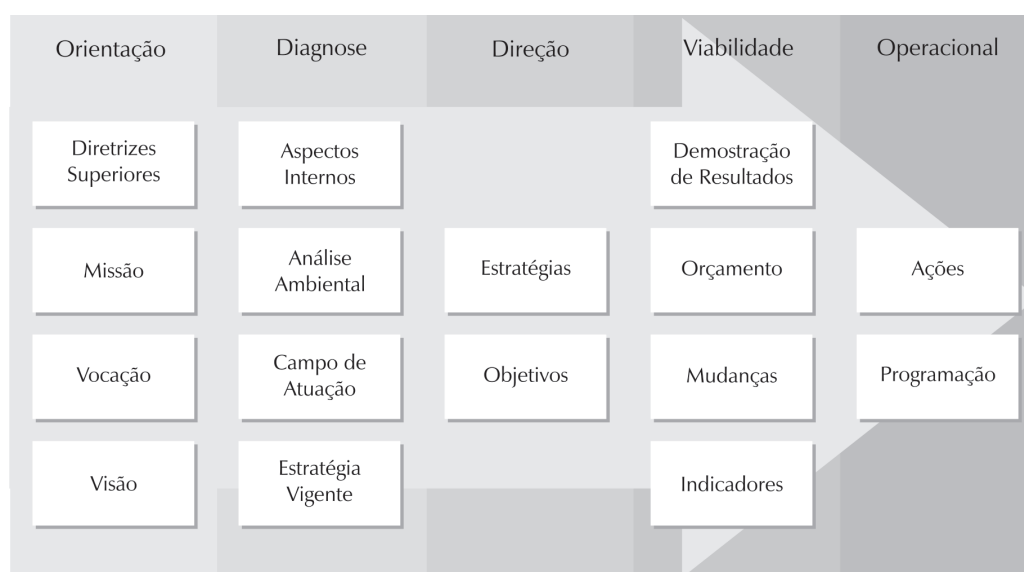 Orientação
Diagnose
Direção
Viabilidade
Operacional
Diretrizes
Superiores
Aspectos
Internos
Demostração
de Resultados
Missão
Análise
Ambiental
Estratégias
Orçamento
Ações
Vocação
Campo de
Atuação
Objetivos
Mudanças
Programação
Visão
Estratégia
Vigente
Indicadores